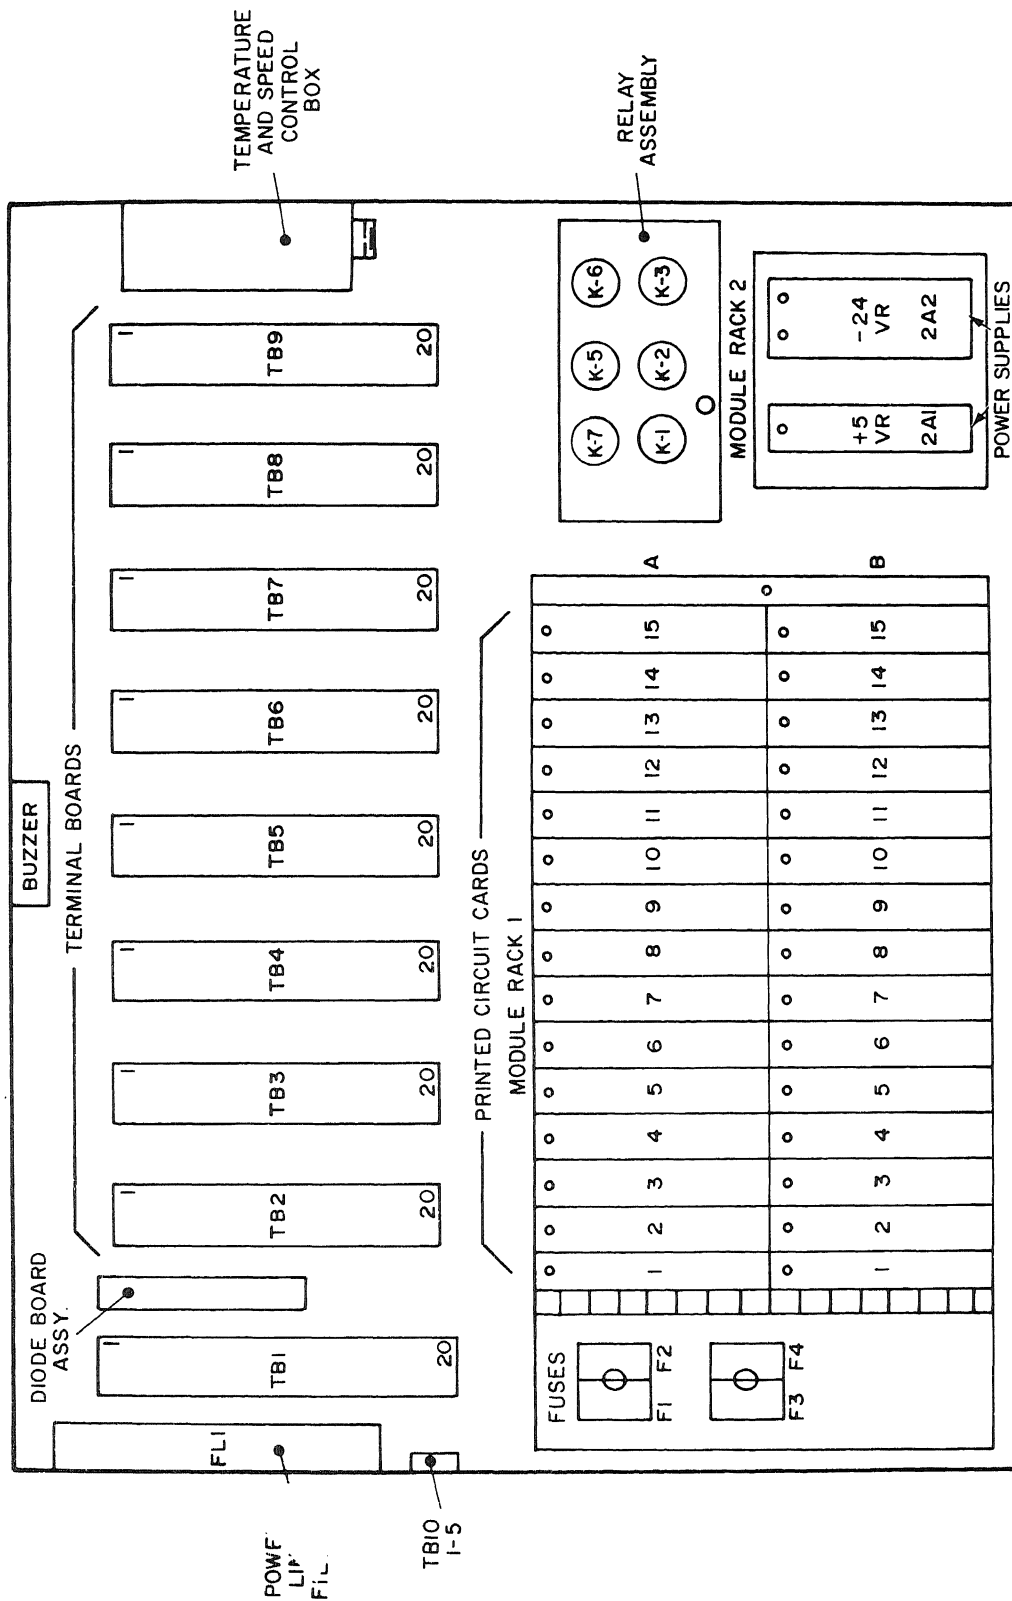 BUZZER
TERMINAL BOARDS
TEMPERATURE
AND SPEED
CONTROL
BOX
DIODE BOARD
ASSY.
FL1
TB1
TB2
TB3
TB4
TB5
TB6
TB7
TB8
TB9
1 1 1 1 1 1 1 1 1
20 20 20 20 20 20 20 20 20
TB10
1-5
PRINTED CIRCUIT CARDS
MODULE RACK 1
FUSES
F1 F2
F3 F4
1 2 3 4 5 6 7 8 9 10 11 12 13 14 15 A
1 2 3 4 5 6 7 8 9 10 11 12 13 14 15 B
RELAY
ASSEMBLY
K-7 K-5 K-6
K-1 K-2 K-3
MODULE RACK 2
+5
VR
2A1
-24
VR
2A2
POWER SUPPLIES